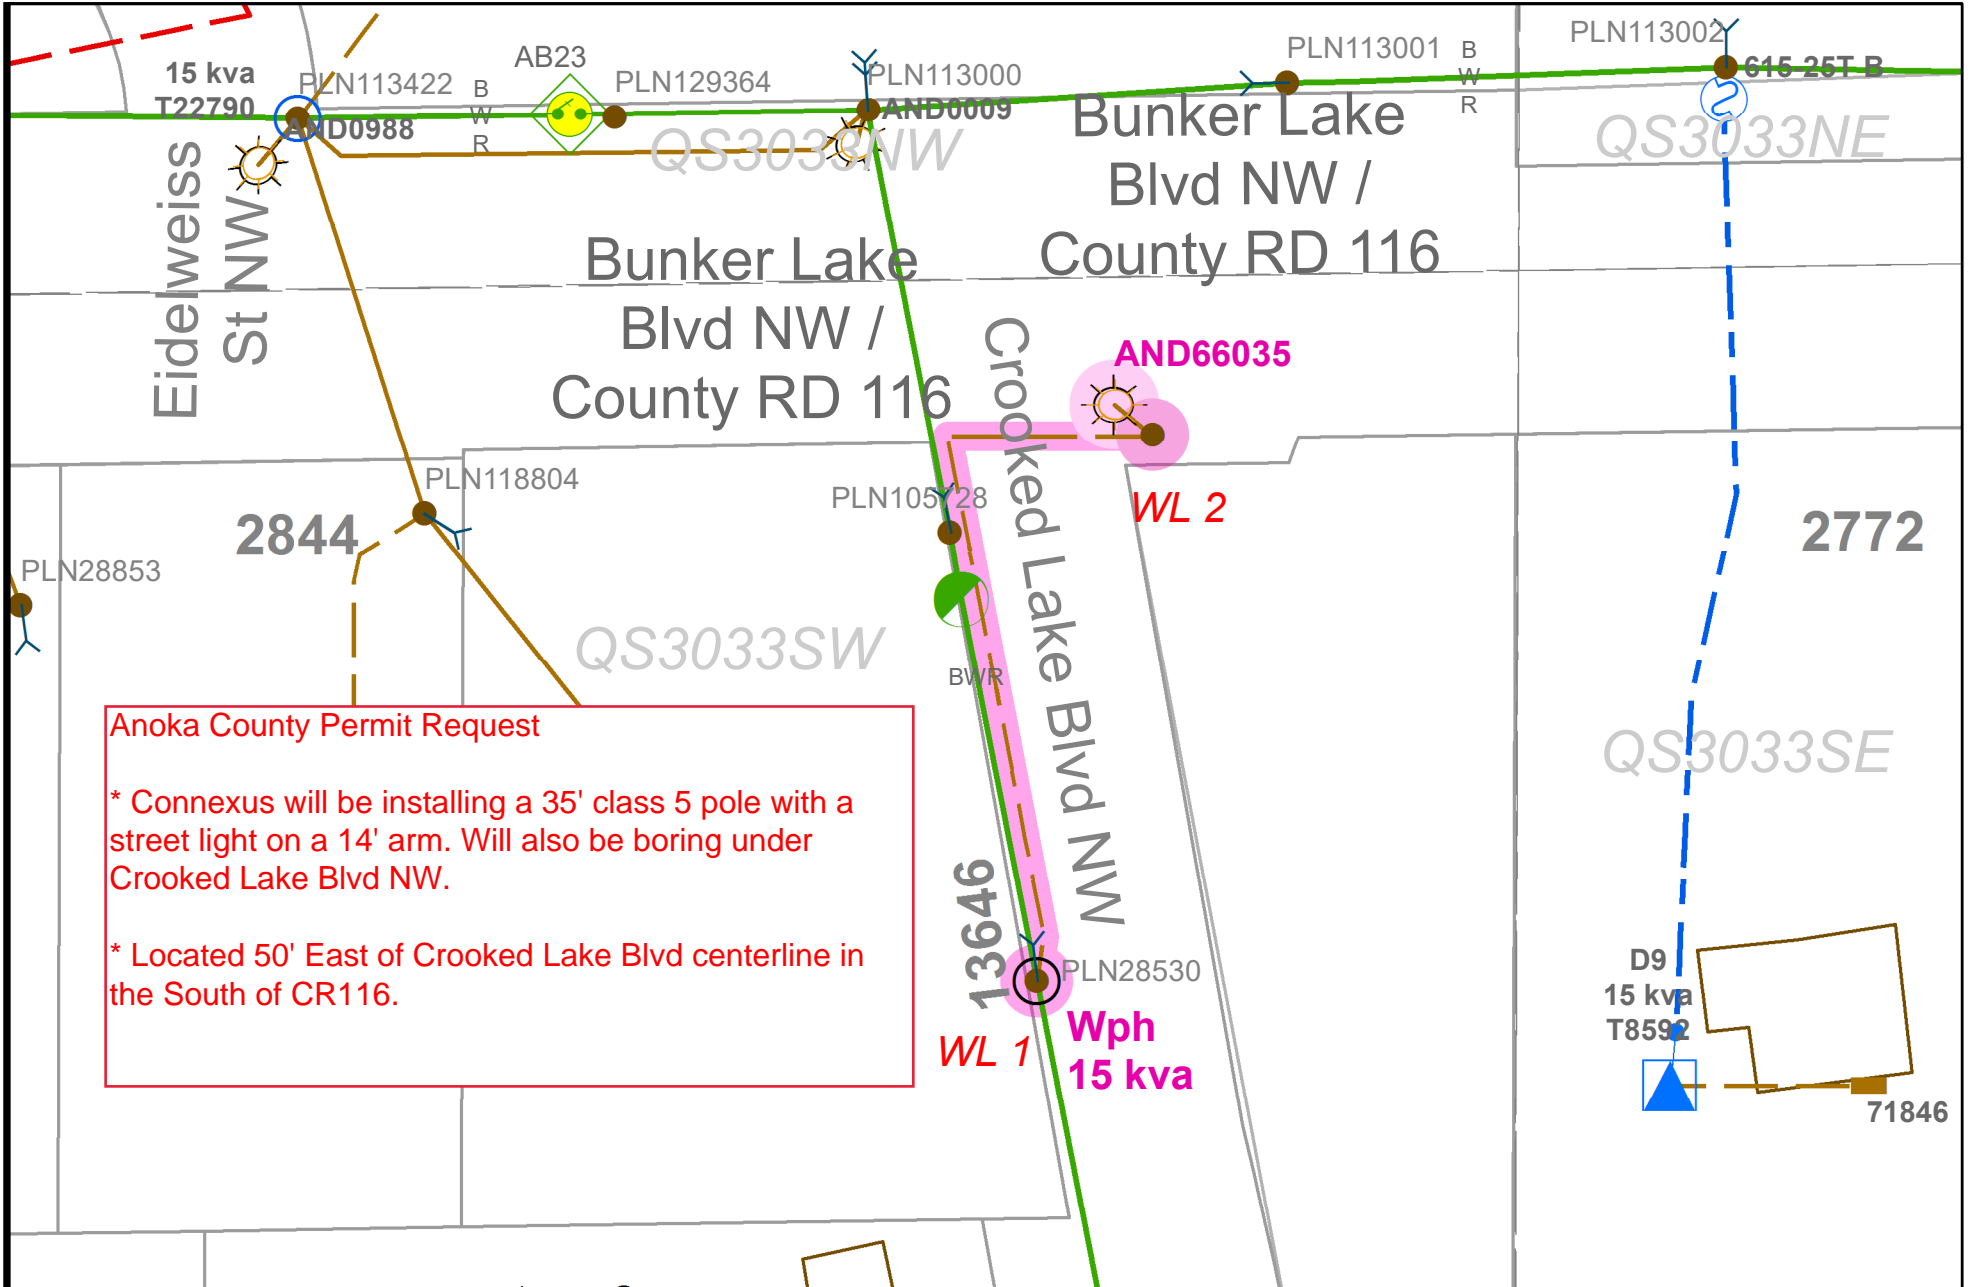 PLN113002
PLN113001
B
W
R
615-25T B
AB23
15 kva
T22790
PLN113422
B
W
R
PLN129364
PLN113000
AND0988
AND0009
QS3033NW
QS3033NE
Bunker Lake
Blvd NW /
County RD 116
Eidelweiss
St NW
Bunker Lake
Blvd NW /
County RD 116
AND66035
Crooked Lake Blvd NW
PLN118804
PLN105728
WL 2
2844
2772
PLN28853
QS3033SW
BWR
QS3033SE
Anoka County Permit Request
* Connexus will be installing a 35' class 5 pole with a
street light on a 14' arm. Will also be boring under
Crooked Lake Blvd NW.
* Located 50' East of Crooked Lake Blvd centerline in
the South of CR116.
13646
PLN28530
WL 1
Wph
15 kva
D9
15 kva
T8592
71846